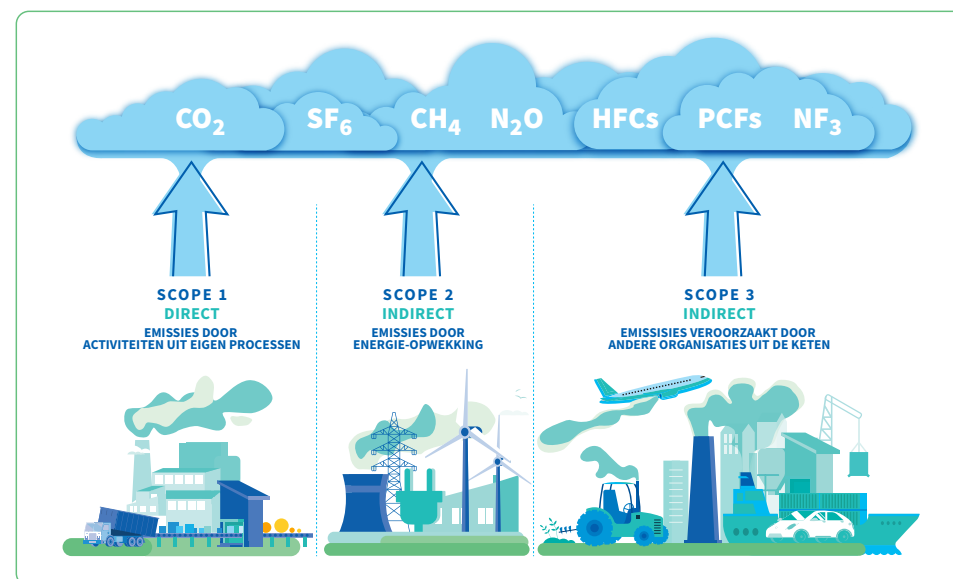 CO2 SF6 CH4 N2O HFCs PCFs NF3
SCOPE 1
DIRECT
EMISSIES DOOR
ACTIVITEITEN UIT EIGEN PROCESSEN
SCOPE 2
INDIRECT
EMISSIES DOOR
ENERGIE-OPWEKKING
SCOPE 3
INDIRECT
EMISSISIES VEROORZAAKT DOOR
ANDERE ORGANISATIES UIT DE KETEN